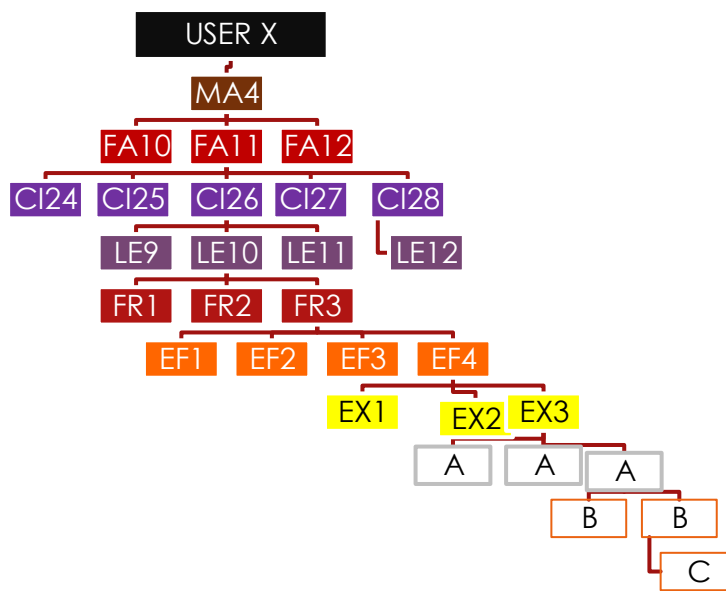 USER X
MA4
FA10 FA11 FA12
CI24 CI25 CI26 CI27 CI28
LE9 LE10 LE11 LE12
FR1 FR2 FR3
EF1 EF2 EF3 EF4
EX1 EX2 EX3
A A A
B B
C